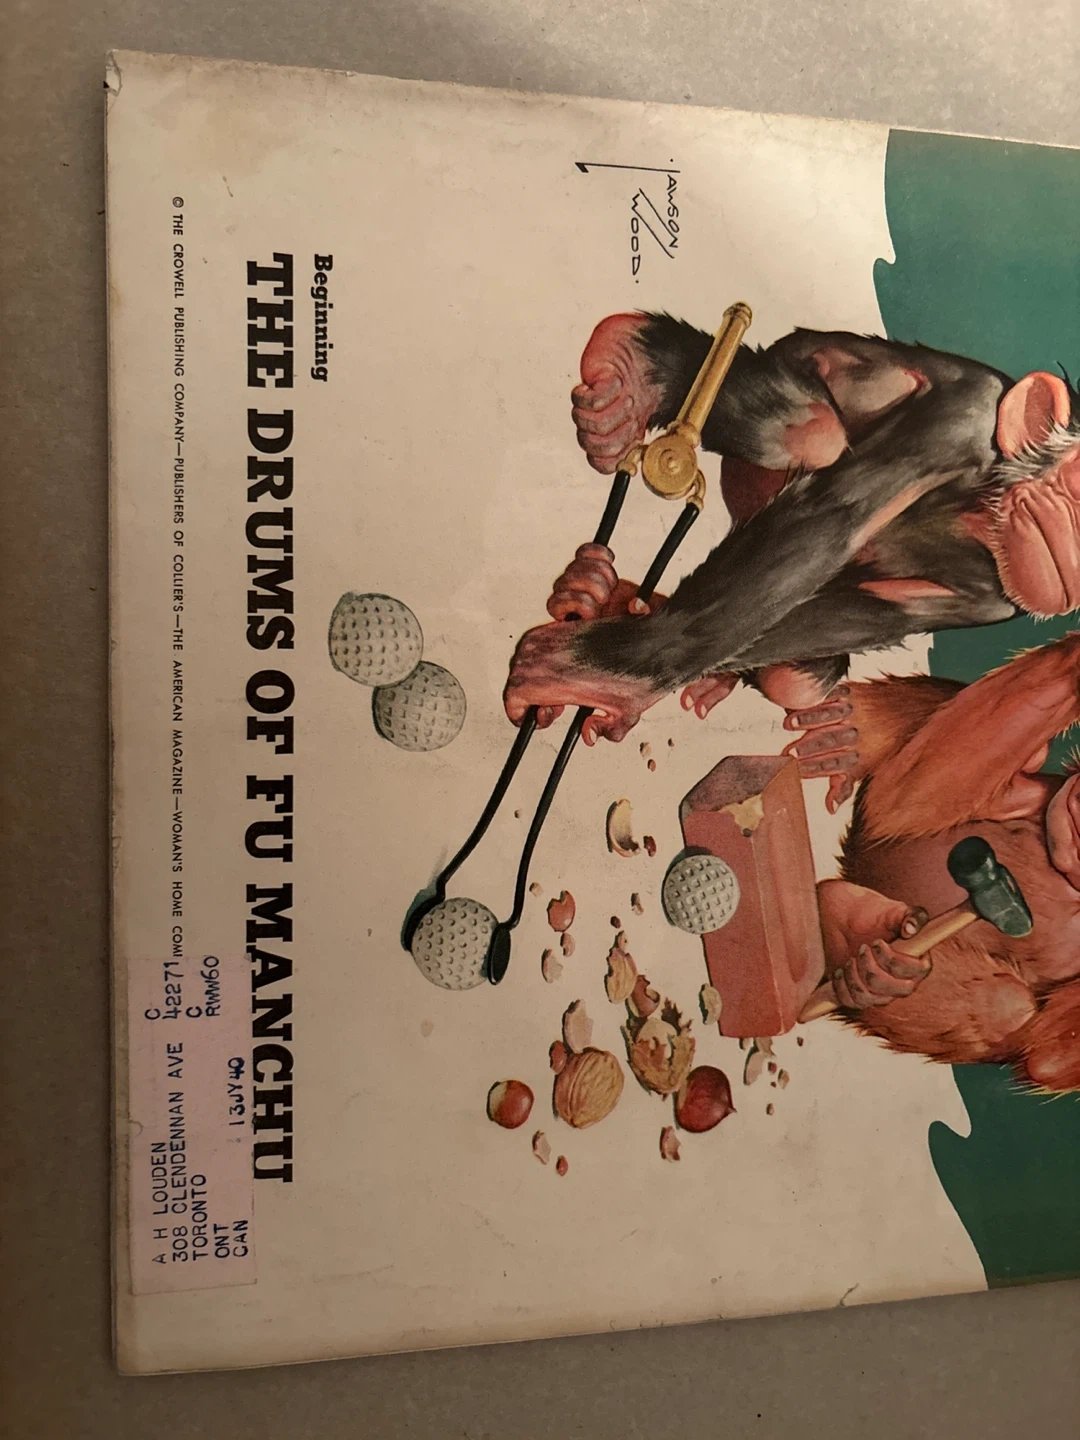 LAWSON
WOOD.
Beginning
THE DRUMS OF FU MANCHU
© THE CROWELL PUBLISHING COMPANY—PUBLISHERS OF COLLIER'S—THE AMERICAN MAGAZINE—WOMAN'S HOME COM
RWW60 13JY40
C
42271
C
A H LOUDEN
308 CLENDENNAN AVE
TORONTO
ONT
CAN